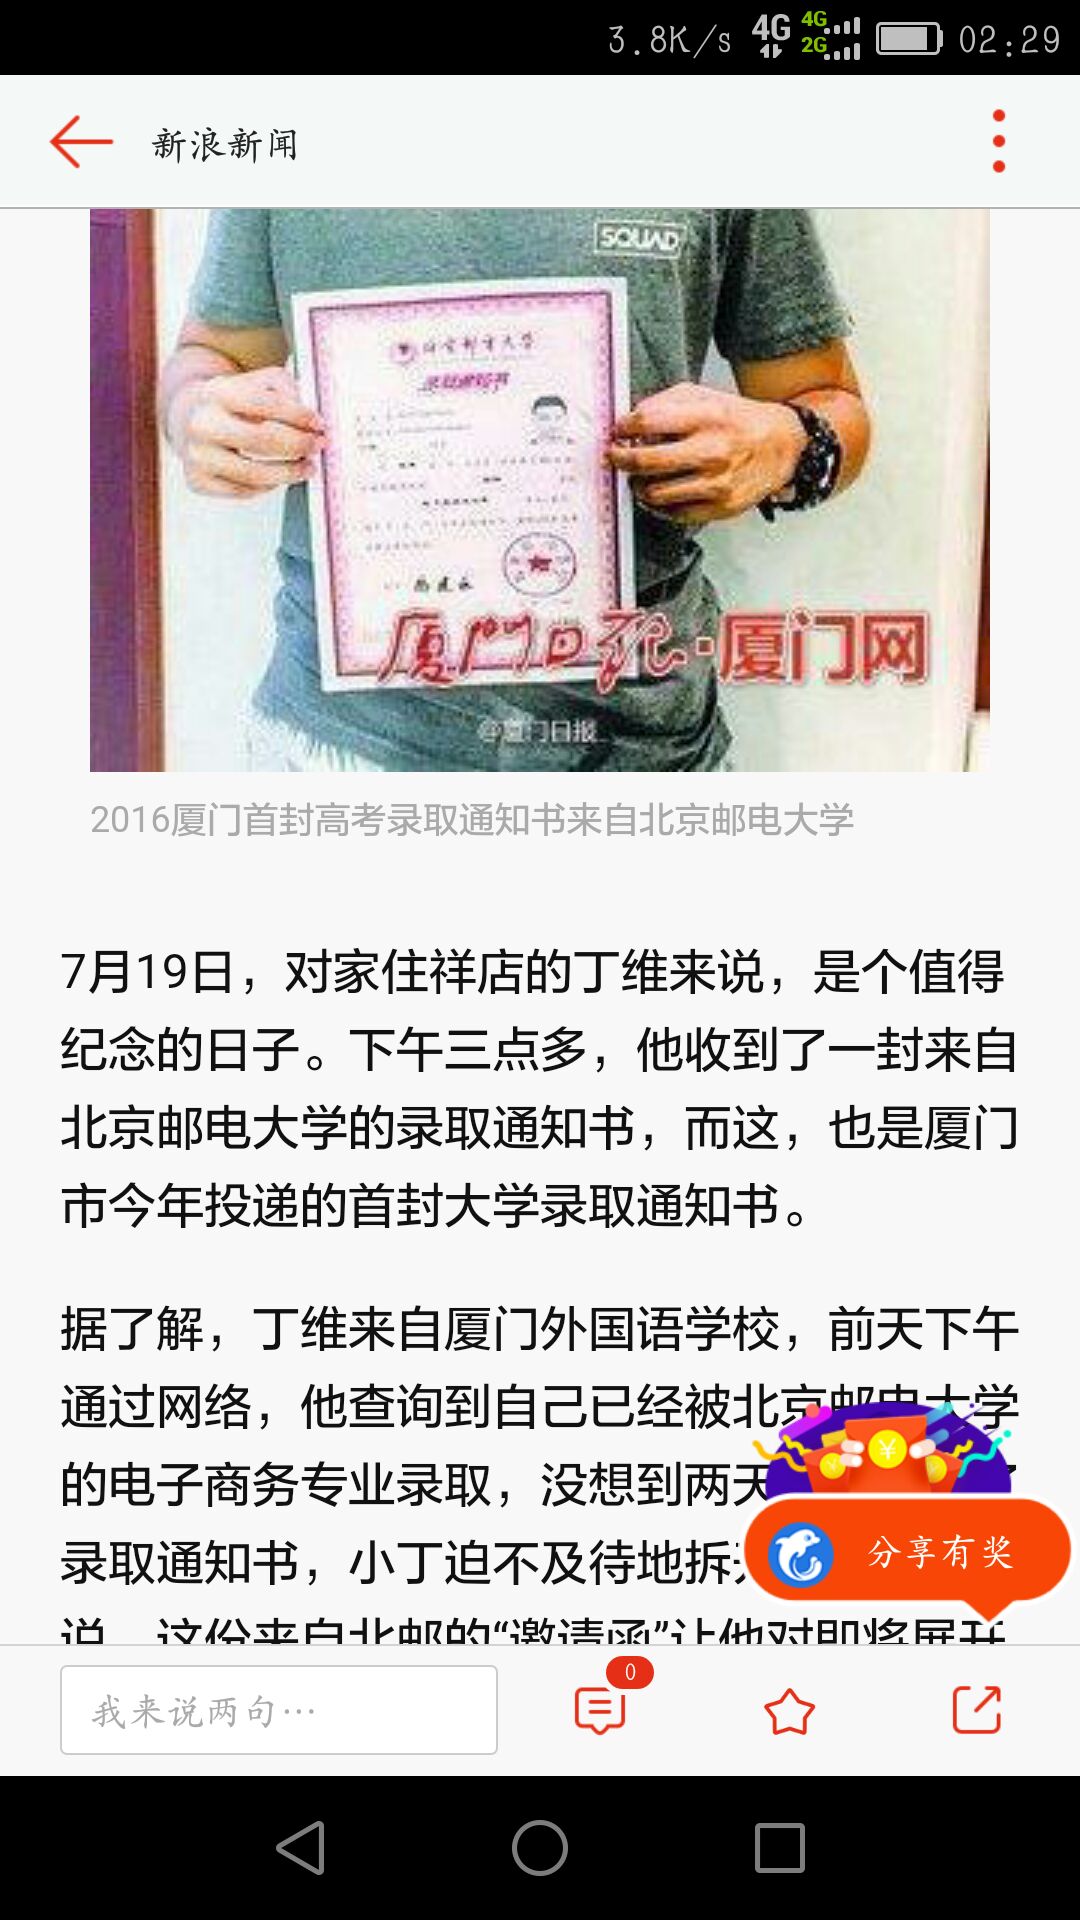 3.8K/s 4G 4G 2G 02:29
新浪新闻
SQUAD
北京邮电大学
录取通知书
厦门日报·厦门网
@厦门日报
2016厦门首封高考录取通知书来自北京邮电大学
7月19日，对家住祥店的丁维来说，是个值得
纪念的日子。下午三点多，他收到了一封来自
北京邮电大学的录取通知书，而这，也是厦门
市今年投递的首封大学录取通知书。
据了解，丁维来自厦门外国语学校，前天下午
通过网络，他查询到自己已经被北京邮电大学
的电子商务专业录取，没想到两天
录取通知书，小丁迫不及待地拆
分享有奖
说，这份来自北邮的“邀请函”让他对即将展开
我来说两句…
0